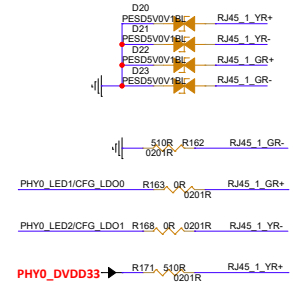 D20
PESD5V0V1BL RJ45_1_YR+
D21
PESD5V0V1BL RJ45_1_YR-
D22
PESD5V0V1BL RJ45_1_GR+
D23
PESD5V0V1BL RJ45_1_GR-
510R R162 RJ45_1_GR-
0201R
PHY0_LED1/CFG_LDO0 R163 0R RJ45_1_GR+
0201R
PHY0_LED2/CFG_LDO1 R168 0R 0201R RJ45_1_YR-
PHY0_DVDD33 R171 510R RJ45_1_YR+
0201R